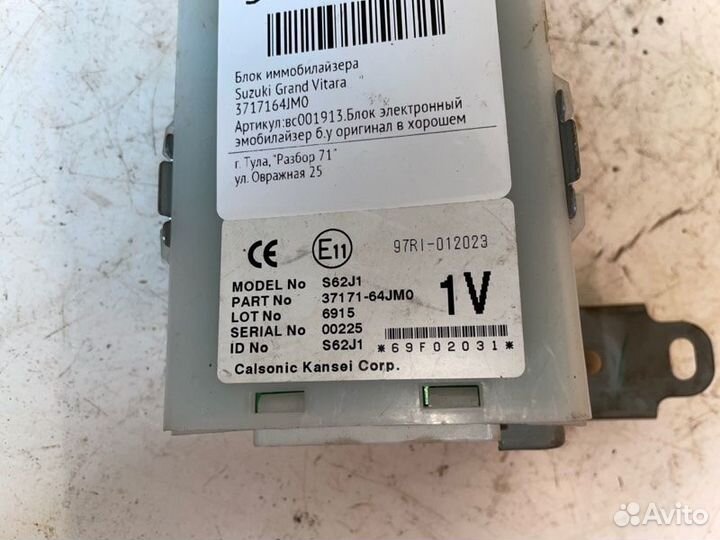 Блок иммобилайзера
Suzuki Grand Vitara
3717164JM0
Артикул:вс001913.Блок электронный
эмобилайзер б.у оригинал в хорошем
г. Тула, "Разбор 71"
ул. Овражная 25
CE E11 97RI-012023
MODEL No S62J1
PART No 37171-64JM0
LOT No 6915
SERIAL No 00225
ID No S62J1
1V
*69F02031*
Calsonic Kansei Corp.
Avito